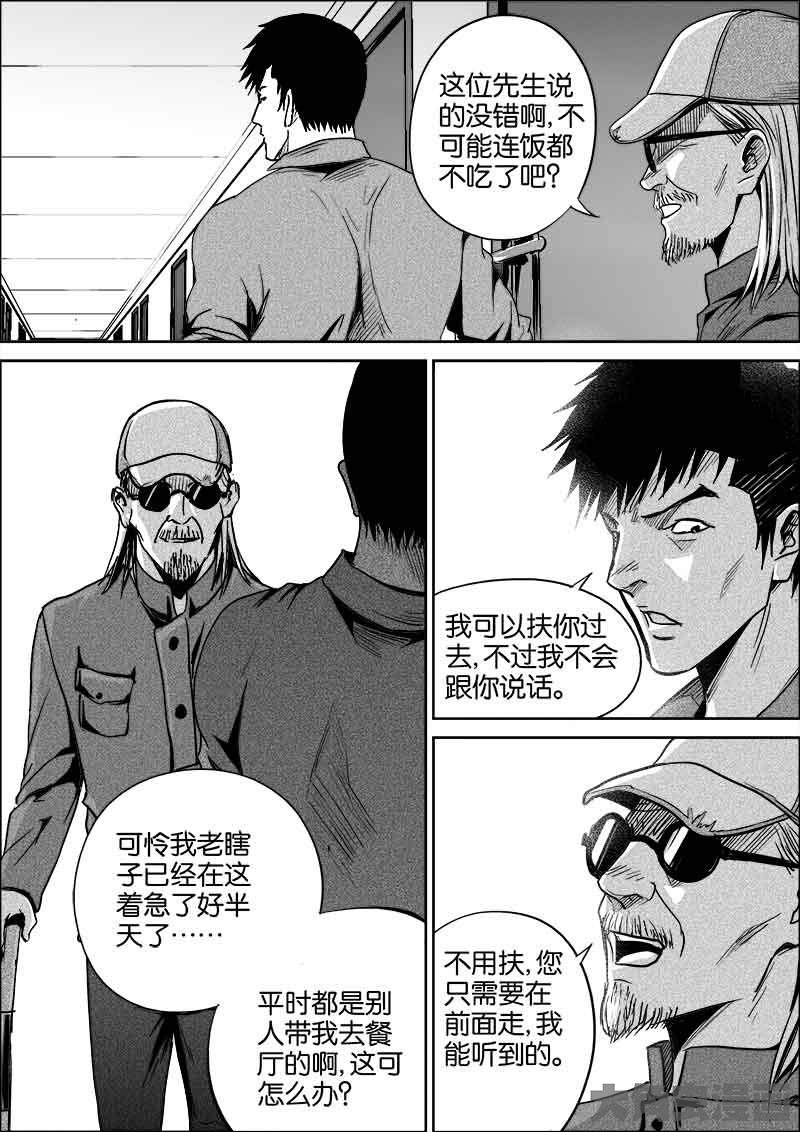 这位先生说
的没错啊,不
可能连饭都
不吃了吧?
可怜我老瞎
子已经在这
着急了好半
天了……
平时都是别
人带我去餐
厅的啊,这可
怎么办?
我可以扶你过
去,不过我不会
跟你说话。
不用扶,您
只需要在
前面走,我
能听到的。